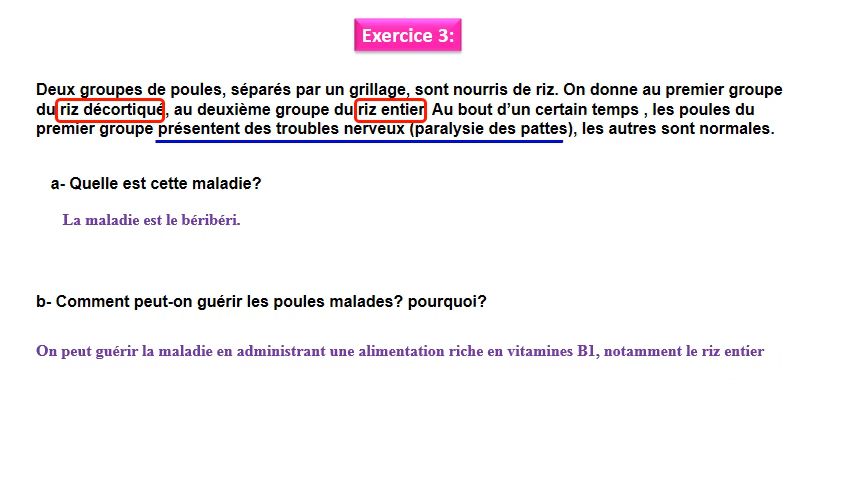 Exercice 3:
Deux groupes de poules, séparés par un grillage, sont nourris de riz. On donne au premier groupe
du riz décortiqué, au deuxième groupe du riz entier. Au bout d’un certain temps , les poules du
premier groupe présentent des troubles nerveux (paralysie des pattes), les autres sont normales.
a- Quelle est cette maladie?
La maladie est le béribéri.
b- Comment peut-on guérir les poules malades? pourquoi?
On peut guérir la maladie en administrant une alimentation riche en vitamines B1, notamment le riz entier